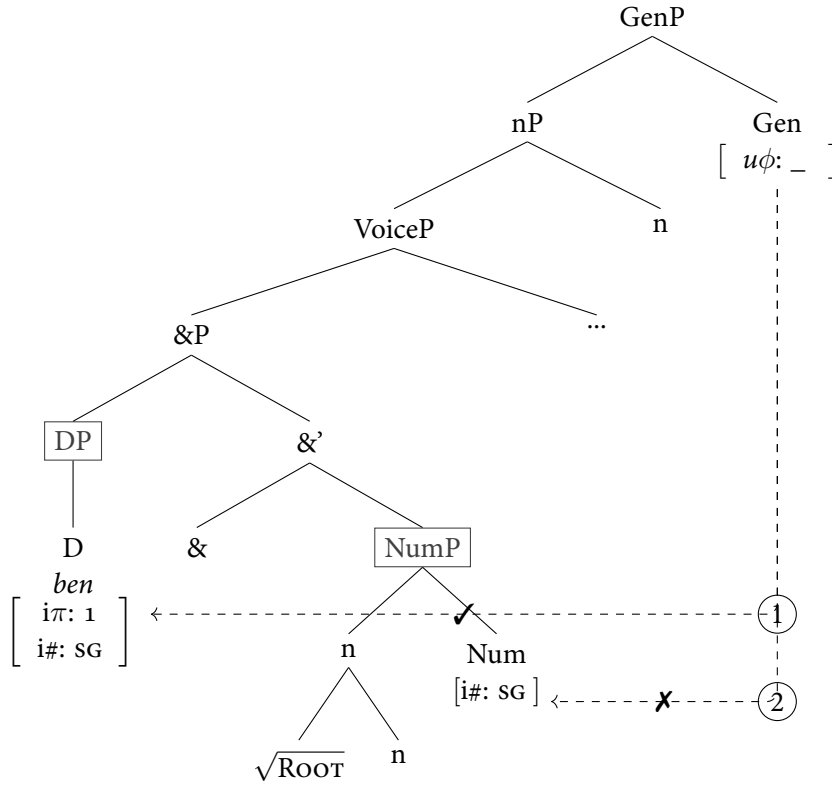 GenP
nP Gen
[ uϕ: _ ]
VoiceP n
&P ...
DP &’
D & NumP
ben
[ iπ: 1 ✓ 1
i#: SG ] n Num
[i#: SG ] ✗ 2
√ROOT n